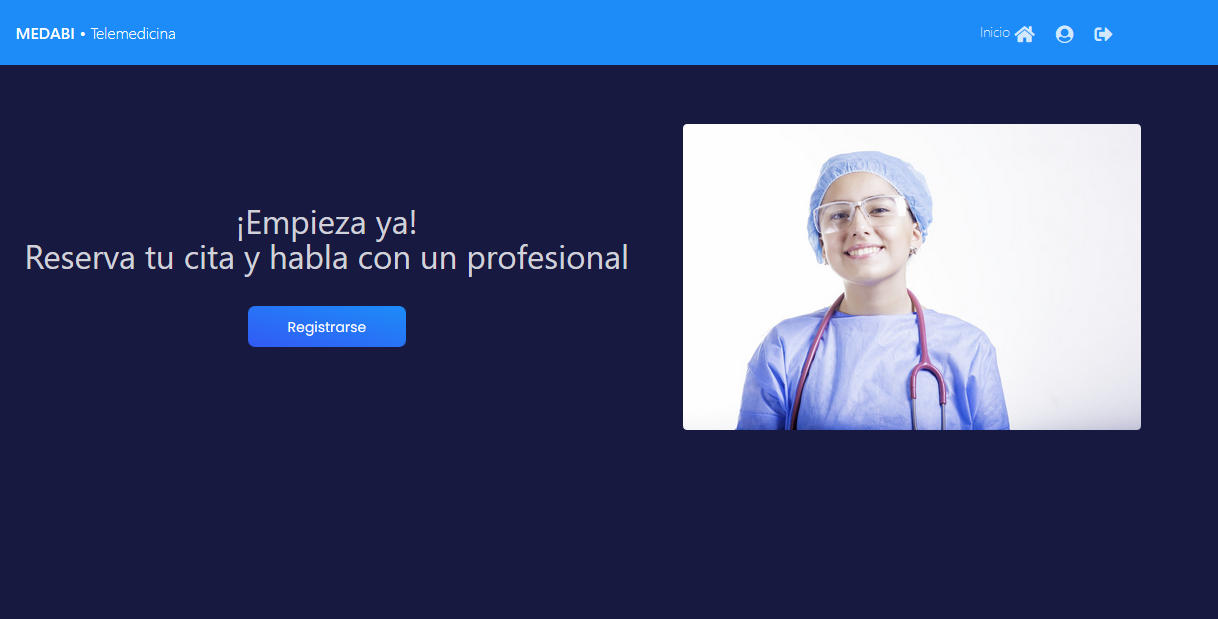 MEDABI • Telemedicina
Inicio
¡Empieza ya!
Reserva tu cita y habla con un profesional
Registrarse